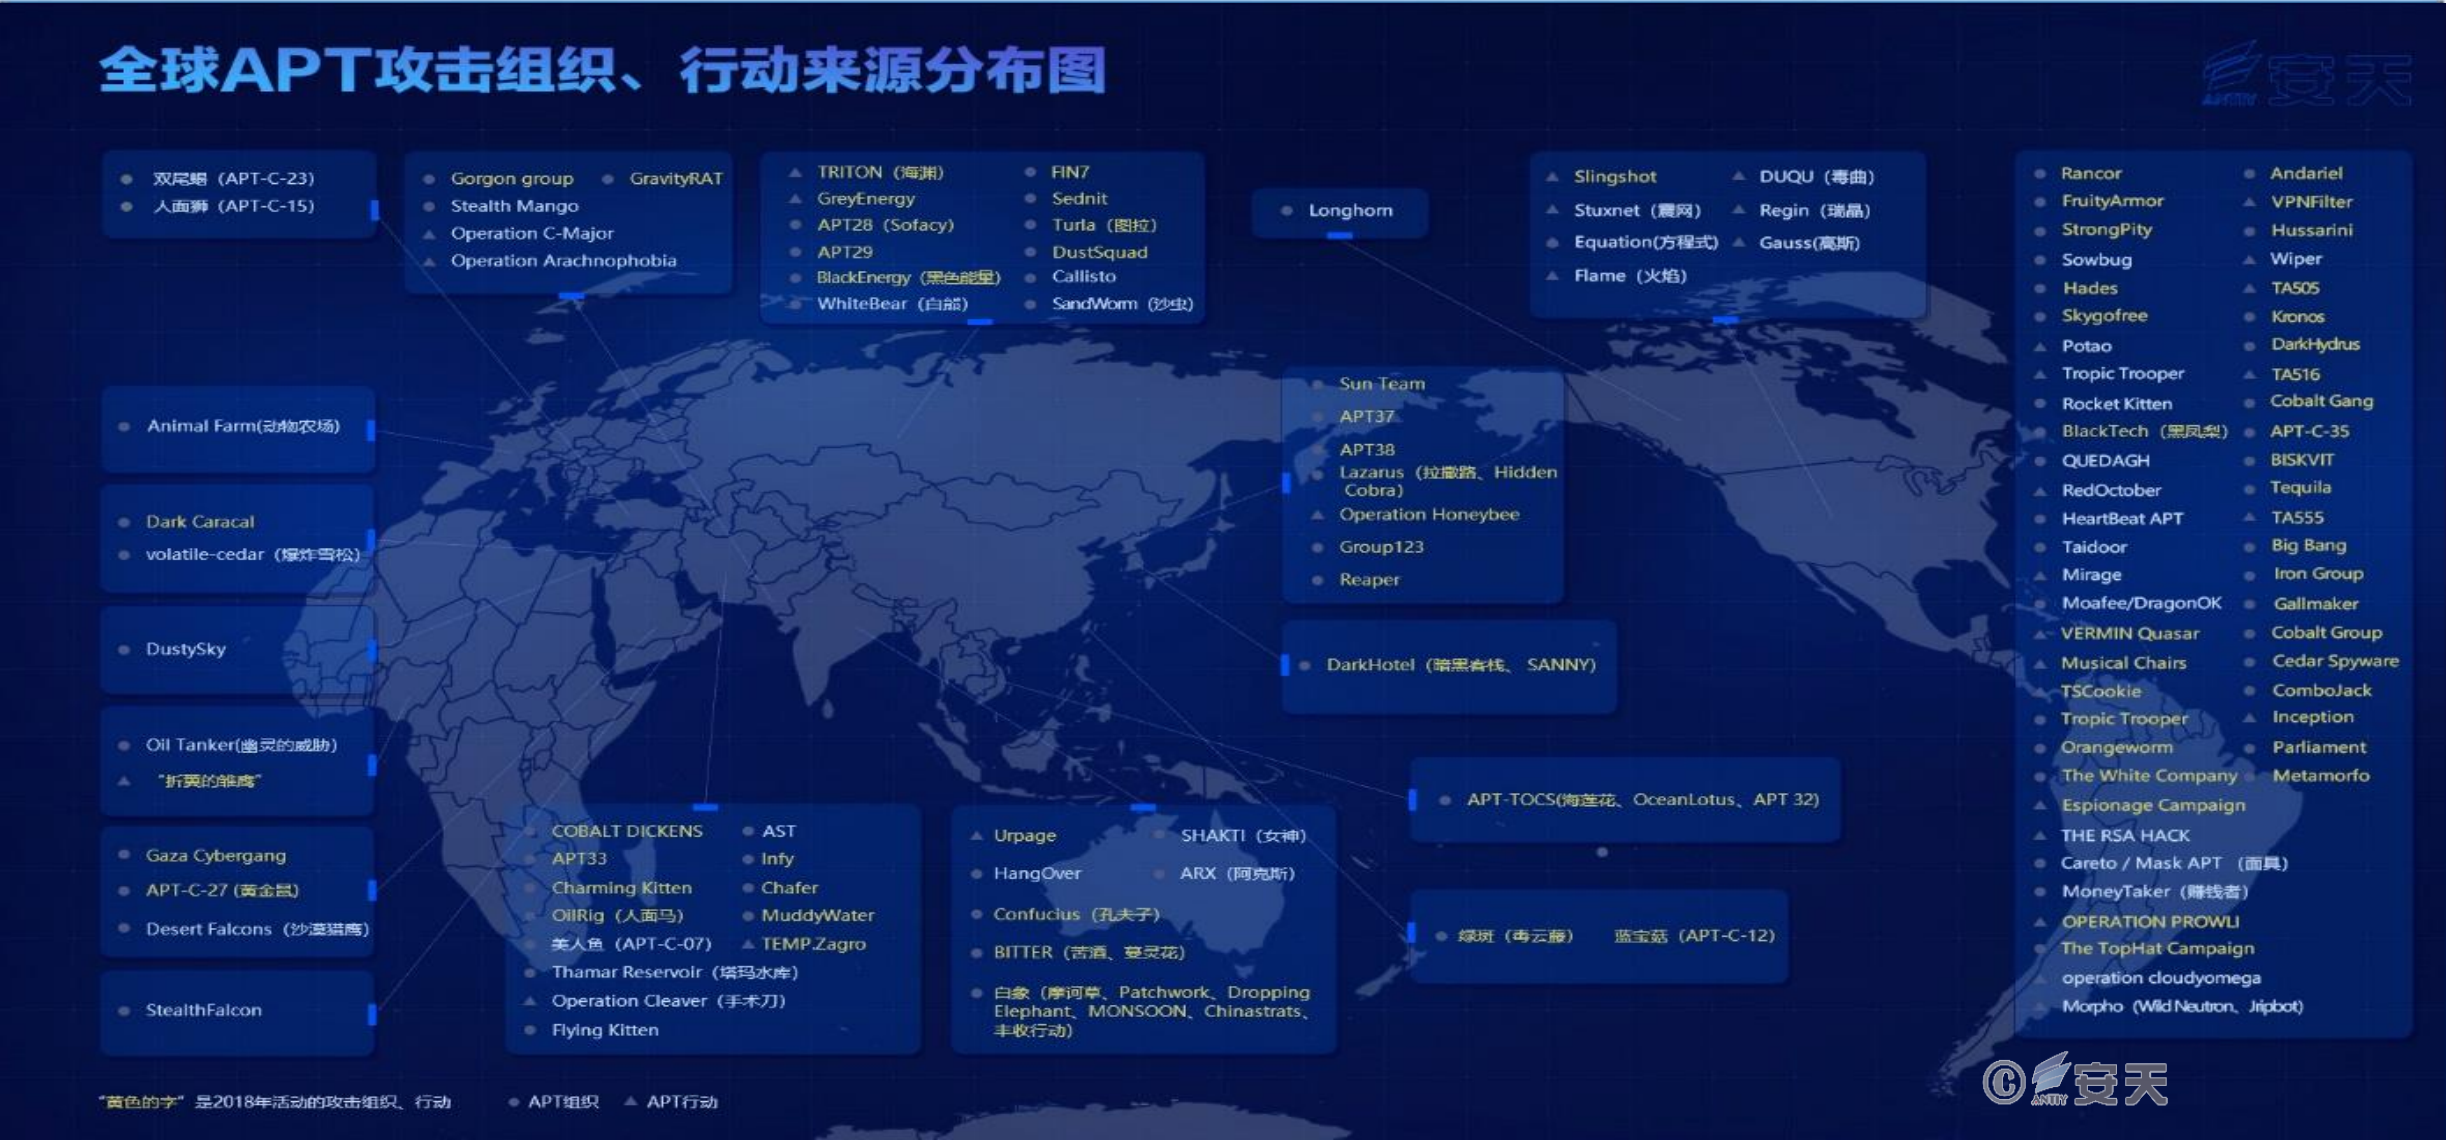 全球APT攻击组织、行动来源分布图
安天
ANTIY
双尾蝎（APT-C-23）
人面狮（APT-C-15）
Gorgon group
GravityRAT
Stealth Mango
Operation C-Major
Operation Arachnophobia
TRITON（海渊）
FIN7
GreyEnergy
Sednit
APT28（Sofacy）
Turla（图拉）
APT29
DustSquad
BlackEnergy（黑色能量）
Callisto
WhiteBear（白熊）
SandWorm（沙虫）
Longhorn
Slingshot
DUQU（毒曲）
Stuxnet（震网）
Regin（瑞晶）
Equation(方程式)
Gauss(高斯)
Flame（火焰）
Animal Farm(动物农场)
Dark Caracal
volatile-cedar（爆炸雪松）
DustySky
Oil Tanker(幽灵的威胁)
“折翼的雏鹰”
Gaza Cybergang
APT-C-27 (黄金鼠)
Desert Falcons（沙漠猎鹰）
StealthFalcon
Sun Team
APT37
APT38
Lazarus（拉撒路、Hidden
Cobra）
Operation Honeybee
Group123
Reaper
DarkHotel（暗黑客栈、 SANNY）
APT-TOCS(海莲花、OceanLotus、APT 32)
绿斑（毒云藤）
蓝宝菇（APT-C-12）
COBALT DICKENS
AST
APT33
Infy
Charming Kitten
Chafer
OilRig（人面马）
MuddyWater
美人鱼（APT-C-07）
TEMP.Zagro
Thamar Reservoir（塔玛水库）
Operation Cleaver（手术刀）
Flying Kitten
Urpage
SHAKTI（女神）
HangOver
ARX（阿克斯）
Confucius（孔夫子）
BITTER（苦酒、蔓灵花）
白象（摩诃草、Patchwork、Dropping
Elephant、MONSOON、Chinastrats、
丰收行动）
Rancor
Andariel
FruityArmor
VPNFilter
StrongPity
Hussarini
Sowbug
Wiper
Hades
TA505
Skygofree
Kronos
Potao
DarkHydrus
Tropic Trooper
TA516
Rocket Kitten
Cobalt Gang
BlackTech（黑凤梨）
APT-C-35
QUEDAGH
BISKVIT
RedOctober
Tequila
HeartBeat APT
TA555
Taidoor
Big Bang
Mirage
Iron Group
Moafee/DragonOK
Gallmaker
VERMIN Quasar
Cobalt Group
Musical Chairs
Cedar Spyware
TSCookie
ComboJack
Tropic Trooper
Inception
Orangeworm
Parliament
The White Company
Metamorfo
Espionage Campaign
THE RSA HACK
Careto / Mask APT （面具）
MoneyTaker（赚钱者）
OPERATION PROWLI
The TopHat Campaign
operation cloudyomega
Morpho（Wild Neutron、Jripbot）
“黄色的字” 是2018年活动的攻击组织、行动
APT组织
APT行动
©安天
ANTIY